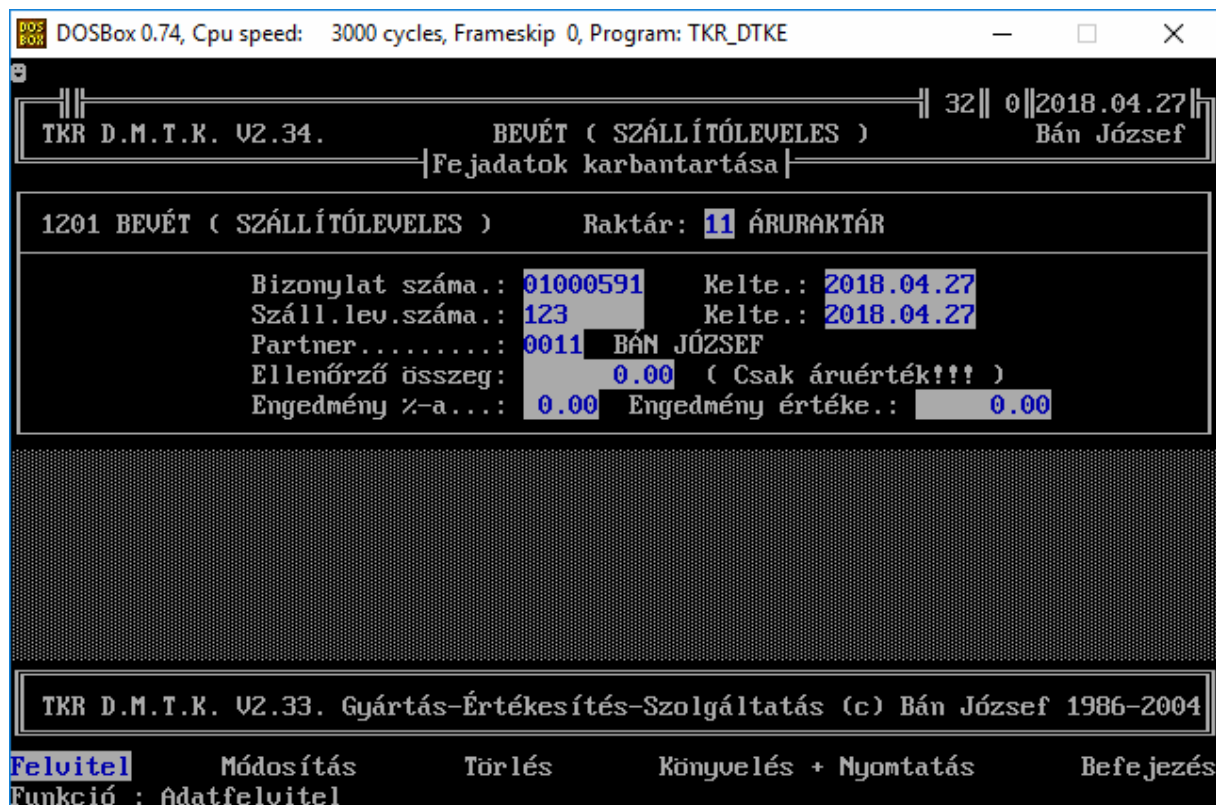 DOSBox 0.74, Cpu speed: 3000 cycles, Frameskip 0, Program: TKR_DTKE
32 0 2018.04.27
TKR D.M.T.K. V2.34. BEVÉT ( SZÁLLÍTÓLEVELES ) Bán József
Fejadatok karbantartása
1201 BEVÉT ( SZÁLLÍTÓLEVELES ) Raktár: 11 ÁRURAKTÁR
Bizonylat száma.: 01000591 Kelte.: 2018.04.27
Száll.lev.száma.: 123 Kelte.: 2018.04.27
Partner.........: 0011 BÁN JÓZSEF
Ellenőrző összeg: 0.00 ( Csak áruérték!!! )
Engedmény %-a...: 0.00 Engedmény értéke.: 0.00
TKR D.M.T.K. V2.33. Gyártás-Értékesítés-Szolgáltatás (c) Bán József 1986-2004
Felvitel Módosítás Törlés Könyvelés + Nyomtatás Befejezés
Funkció : Adatfelvitel